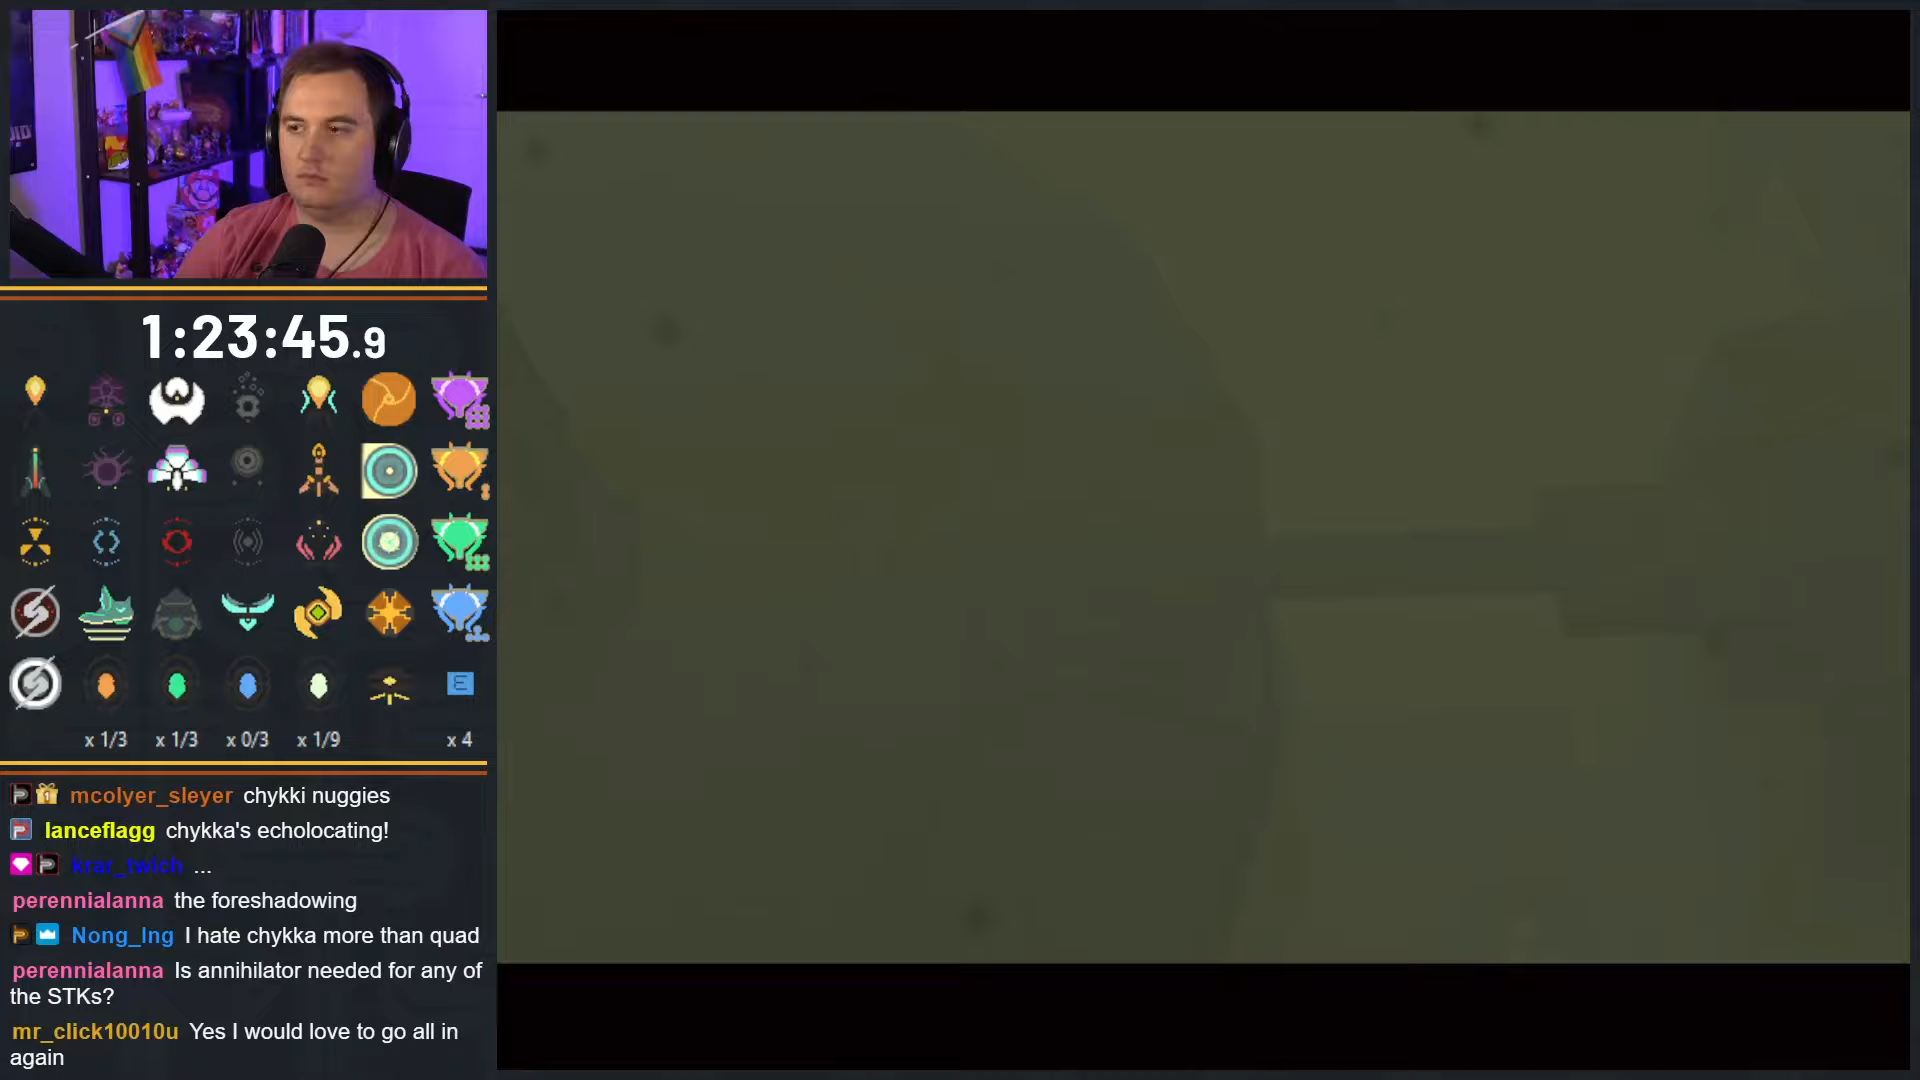 1:23:45.9
x 1/3 x 1/3 x 0/3 x 1/9 x 4
mcolyer_sleyer chykki nuggies
lanceflagg chykka's echolocating!
krar_twich ...
perennialanna the foreshadowing
Nong_Ing I hate chykka more than quad
perennialanna Is annihilator needed for any of
the STKs?
mr_click10010u Yes I would love to go all in
again